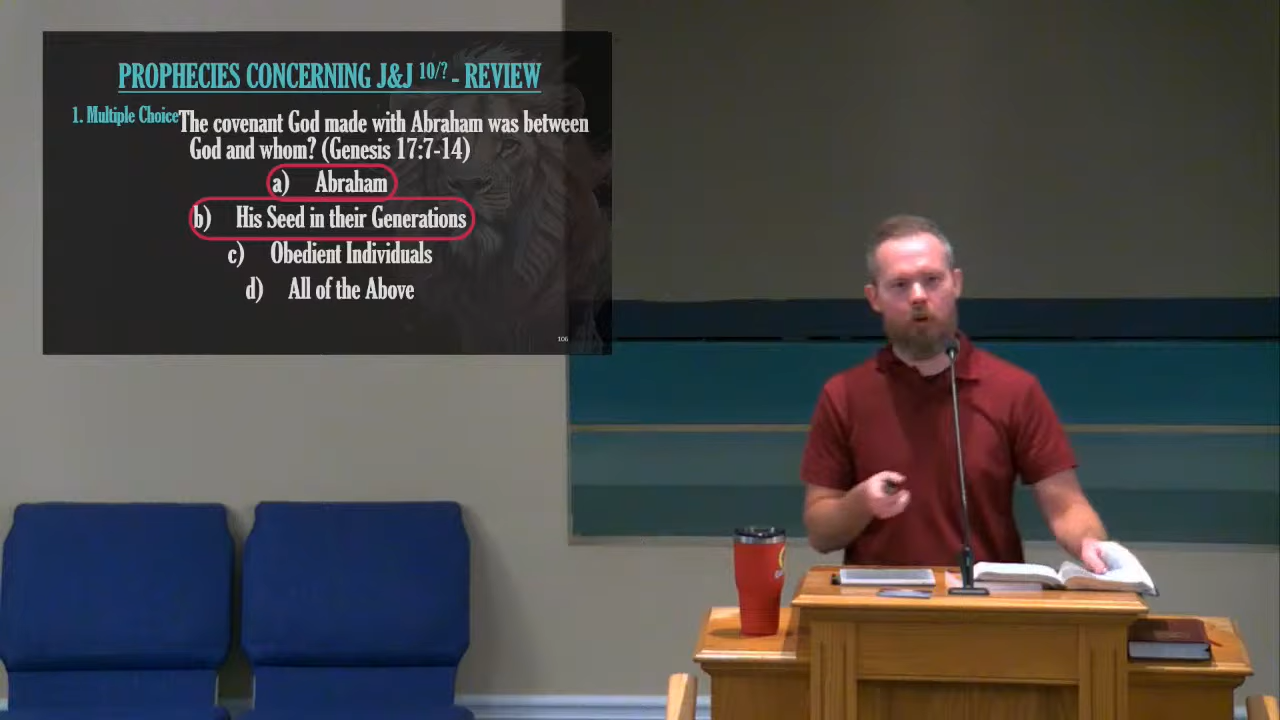 PROPHECIES CONCERNING J&J 10/? - REVIEW
1. Multiple Choice
The covenant God made with Abraham was between
God and whom? (Genesis 17:7-14)
a) Abraham
b) His Seed in their Generations
c) Obedient Individuals
d) All of the Above
106